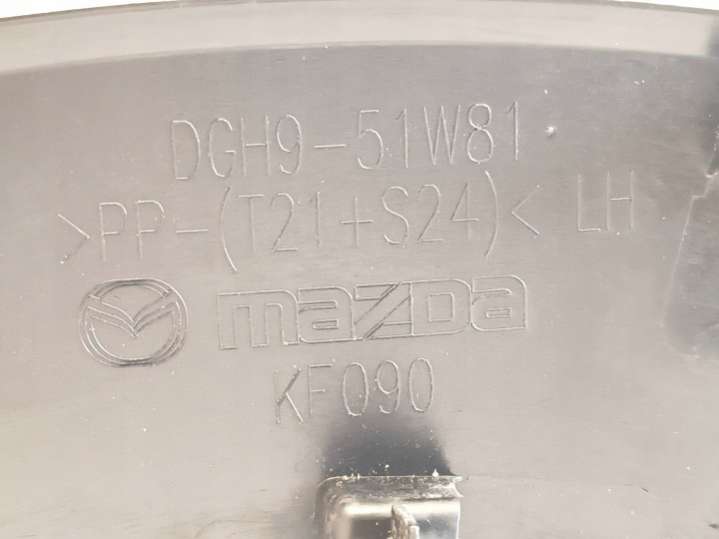 DGH9-51W81
>PP-(T21+S24)< LH
mazda
KF090